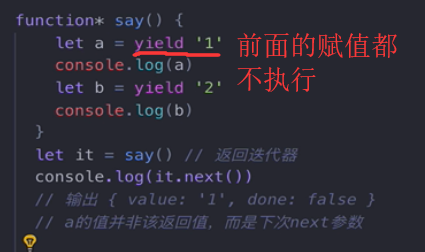 function* say() {
let a = yield '1' 前面的赋值都
console.log(a) 不执行
let b = yield '2'
console.log(b)
}
let it = say() // 返回迭代器
console.log(it.next())
// 输出 { value: '1', done: false }
// a的值并非该返回值，而是下次next参数